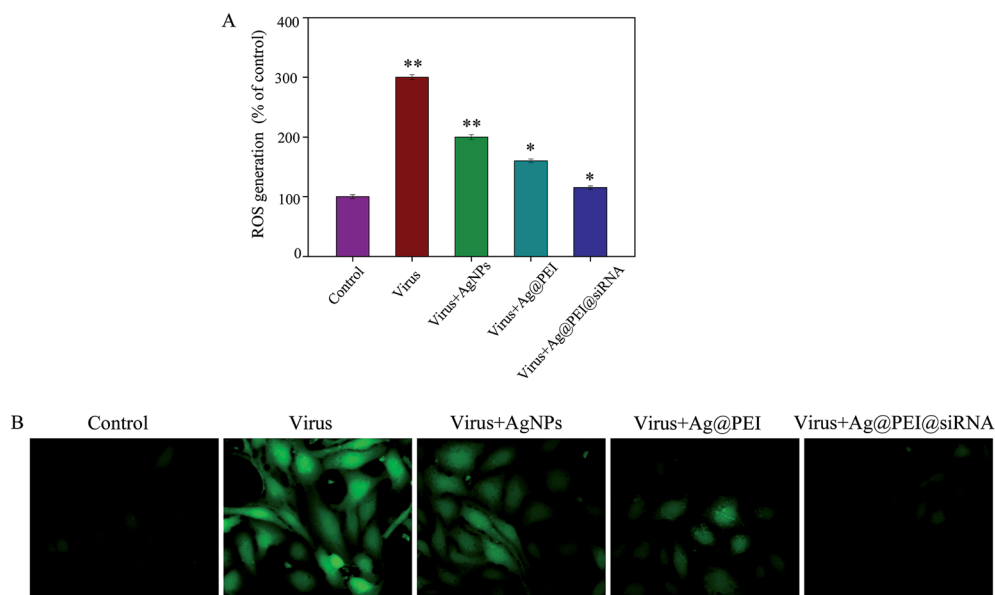 A
400
300
200
100
0
ROS generation (% of control)
**
**
*
*
Control
Virus
Virus+AgNPs
Virus+Ag@PEI
Virus+Ag@PEI@siRNA
B
Control
Virus
Virus+AgNPs
Virus+Ag@PEI
Virus+Ag@PEI@siRNA